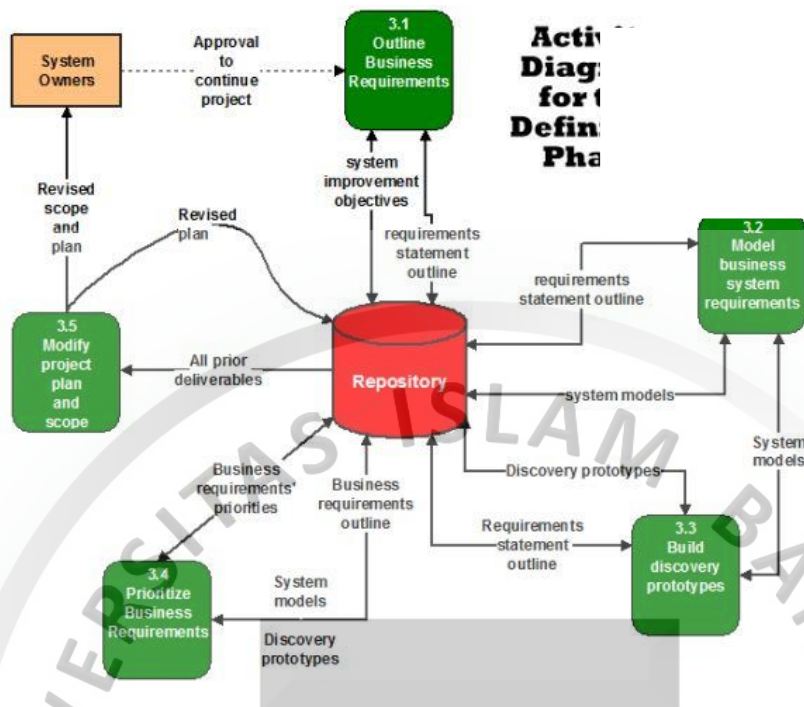 System
Owners
Approval
to
continue
project
3.1
Outline
Business
Requirements
Revised
scope
and
plan
Revised
plan
system
improvement
objectives
requirements
statement
outline
3.2
Model
business
system
requirements
requirements
statement outline
3.5
Modify
project
plan
and
scope
All prior
deliverables
Repository
system models
System
models
Business
requirements'
priorities
Business
requirements
outline
Discovery prototypes
Requirements
statement
outline
3.3
Build
discovery
prototypes
3.4
Prioritize
Business
Requirements
System
models
Discovery
prototypes
ISLAM